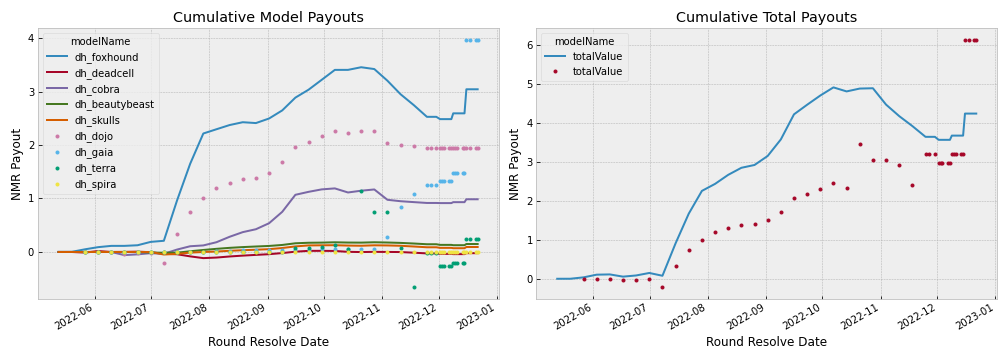 Cumulative Model Payouts
NMR Payout
4
3
2
1
0
modelName
dh_foxhound
dh_deadcell
dh_cobra
dh_beautybeast
dh_skulls
dh_dojo
dh_gaia
dh_terra
dh_spira
2022-06
2022-07
2022-08
2022-09
2022-10
2022-11
2022-12
2023-01
Round Resolve Date
Cumulative Total Payouts
NMR Payout
6
5
4
3
2
1
0
modelName
totalValue
totalValue
2022-06
2022-07
2022-08
2022-09
2022-10
2022-11
2022-12
2023-01
Round Resolve Date